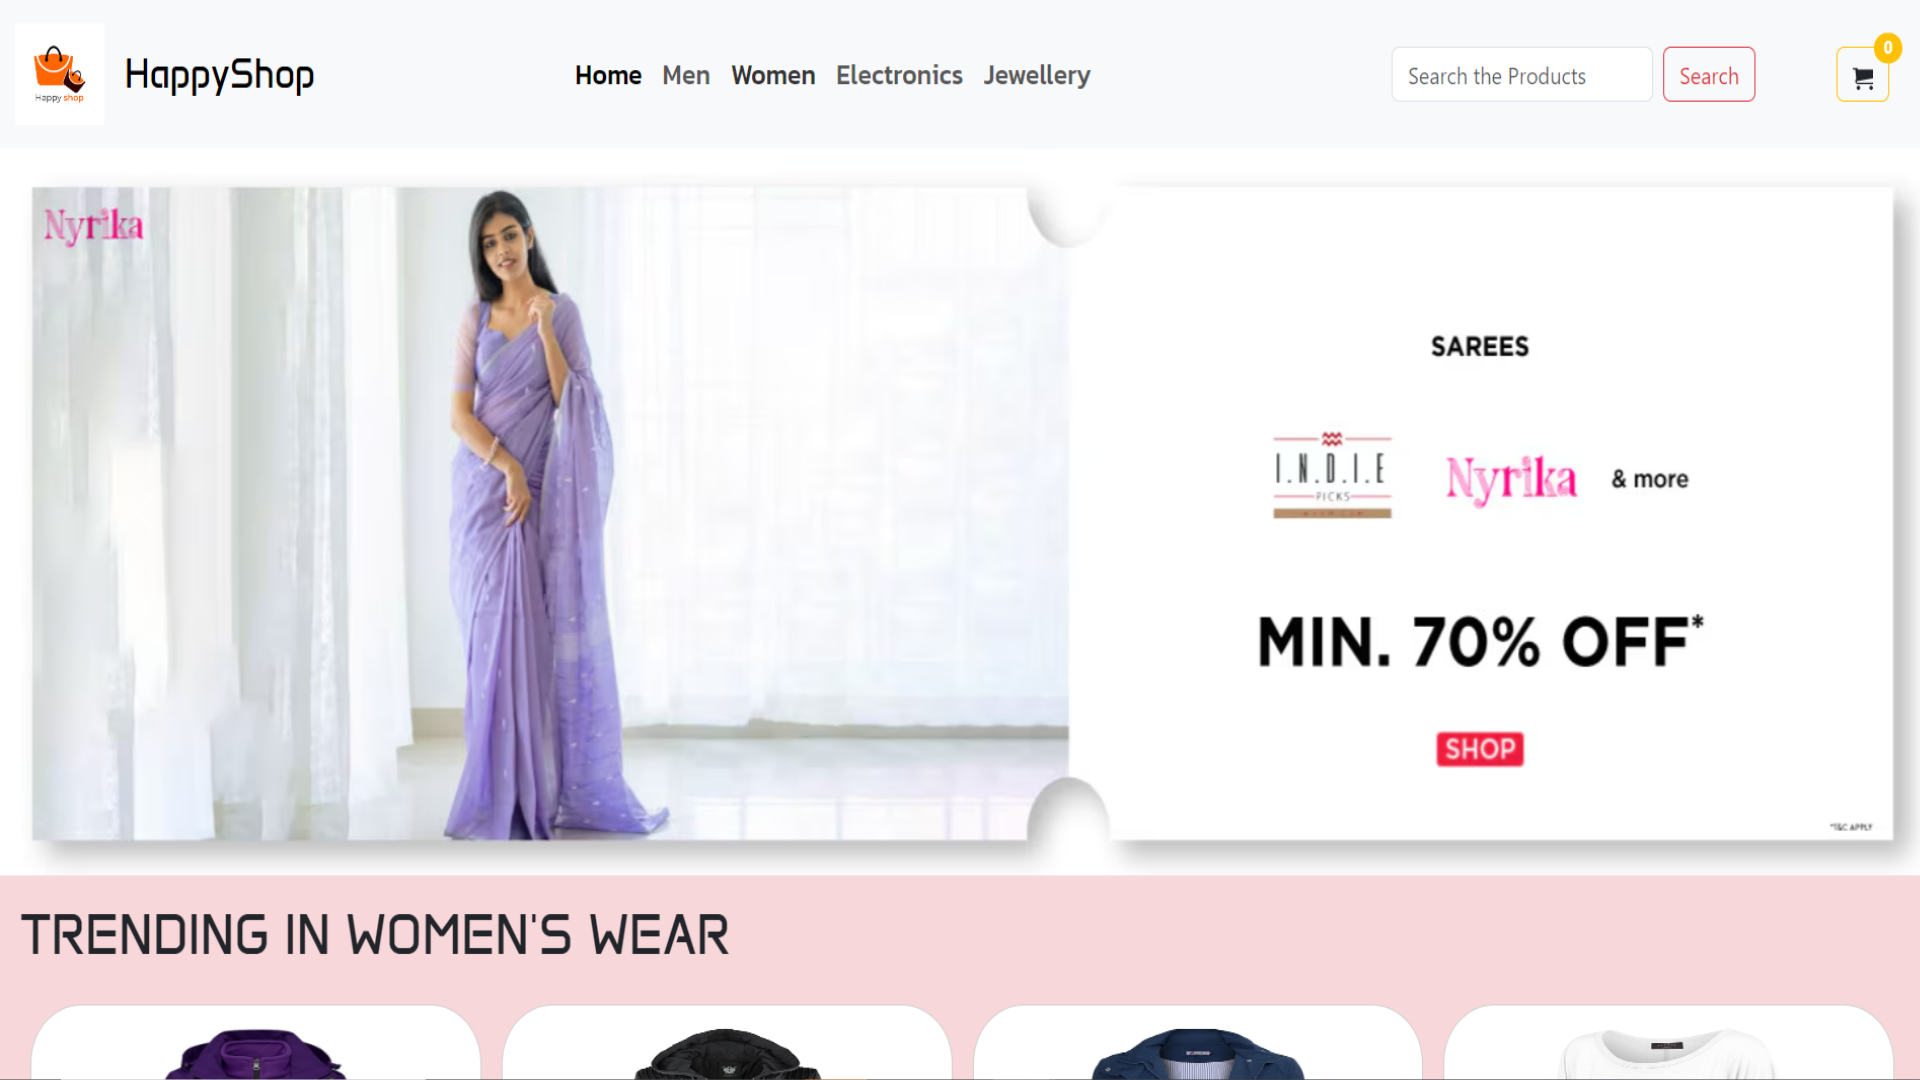 Happy shop
HappyShop
Home Men Women Electronics Jewellery
Search the Products
Search
0
Nyrika
SAREES
I.N.D.I.E
PICKS
Nyrika
& more
MIN. 70% OFF*
SHOP
*T&C APPLY
TRENDING IN WOMEN'S WEAR